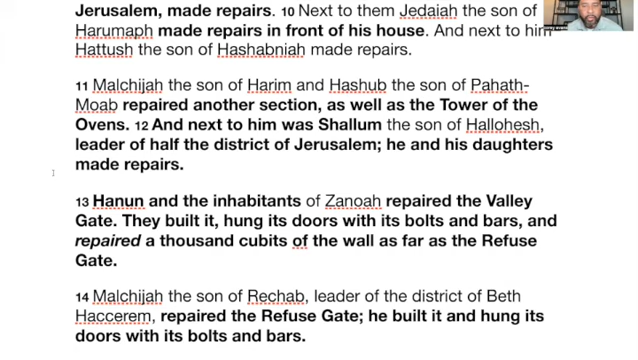 Jerusalem, made repairs. 10 Next to them Jedaiah the son of
Harumaph made repairs in front of his house. And next to him
Hattush the son of Hashabniah made repairs.
11 Malchijah the son of Harim and Hashub the son of Pahath-
Moab repaired another section, as well as the Tower of the
Ovens. 12 And next to him was Shallum the son of Hallohesh,
leader of half the district of Jerusalem; he and his daughters
made repairs.
13 Hanun and the inhabitants of Zanoah repaired the Valley
Gate. They built it, hung its doors with its bolts and bars, and
repaired a thousand cubits of the wall as far as the Refuse
Gate.
14 Malchijah the son of Rechab, leader of the district of Beth
Haccerem, repaired the Refuse Gate; he built it and hung its
doors with its bolts and bars.